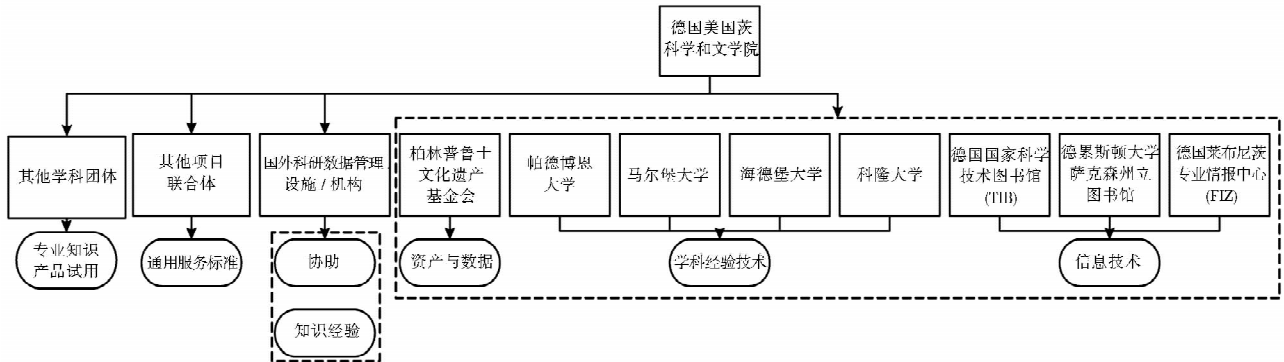 德国美国茨
科学和文学院
其他学科团体
其他项目
联合体
国外科研数据管理
设施/机构
柏林普鲁士
文化遗产
基金会
帕德博恩
大学
马尔堡大学
海德堡大学
科隆大学
德国国家科学
技术图书馆
(TIB)
德累斯顿大学
萨克森州立
图书馆
德国莱布尼茨
专业情报中心
(FIZ)
专业知识
产品试用
通用服务标准
协助
资产与数据
学科经验技术
信息技术
知识经验